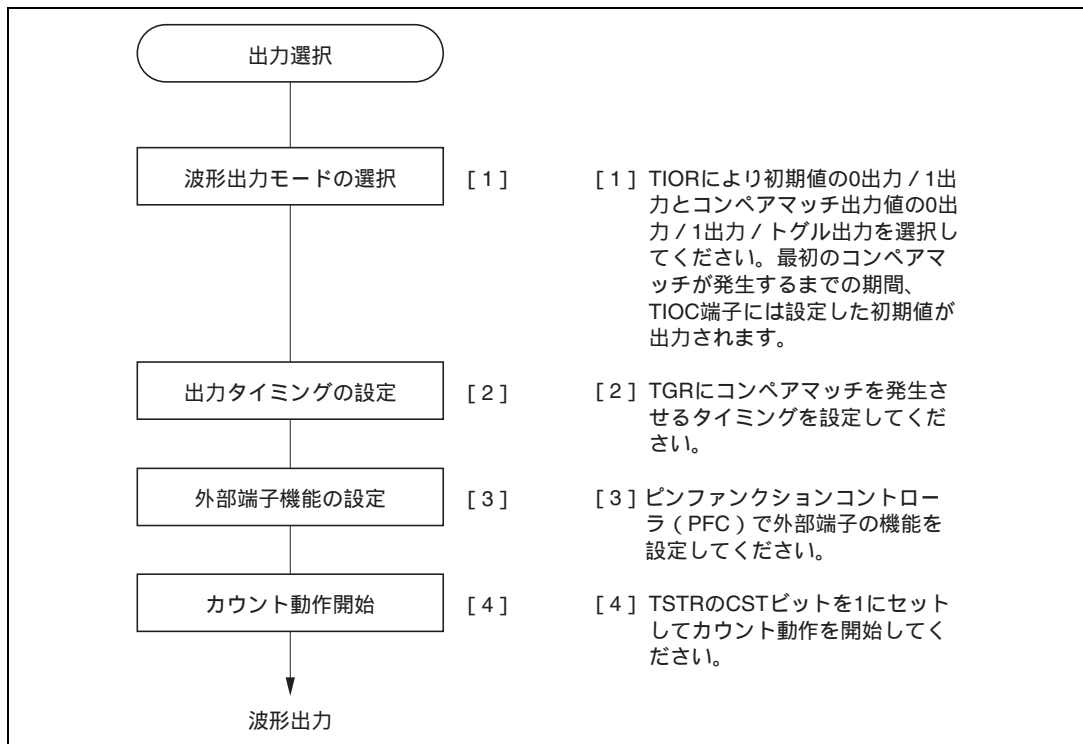 出力選択
波形出力モードの選択 [1]
[1] TIORにより初期値の0出力/1出
力とコンペアマッチ出力値の0出
力/1出力/トグル出力を選択し
てください。最初のコンペアマ
ッチが発生するまでの期間、
TIOC端子には設定した初期値が
出力されます。
出力タイミングの設定 [2]
[2] TGRにコンペアマッチを発生さ
せるタイミングを設定してくだ
さい。
外部端子機能の設定 [3]
[3] ピンファンクションコントロー
ラ(PFC)で外部端子の機能を
設定してください。
カウント動作開始 [4]
[4] TSTRのCSTビットを1にセット
してカウント動作を開始してく
ださい。
波形出力